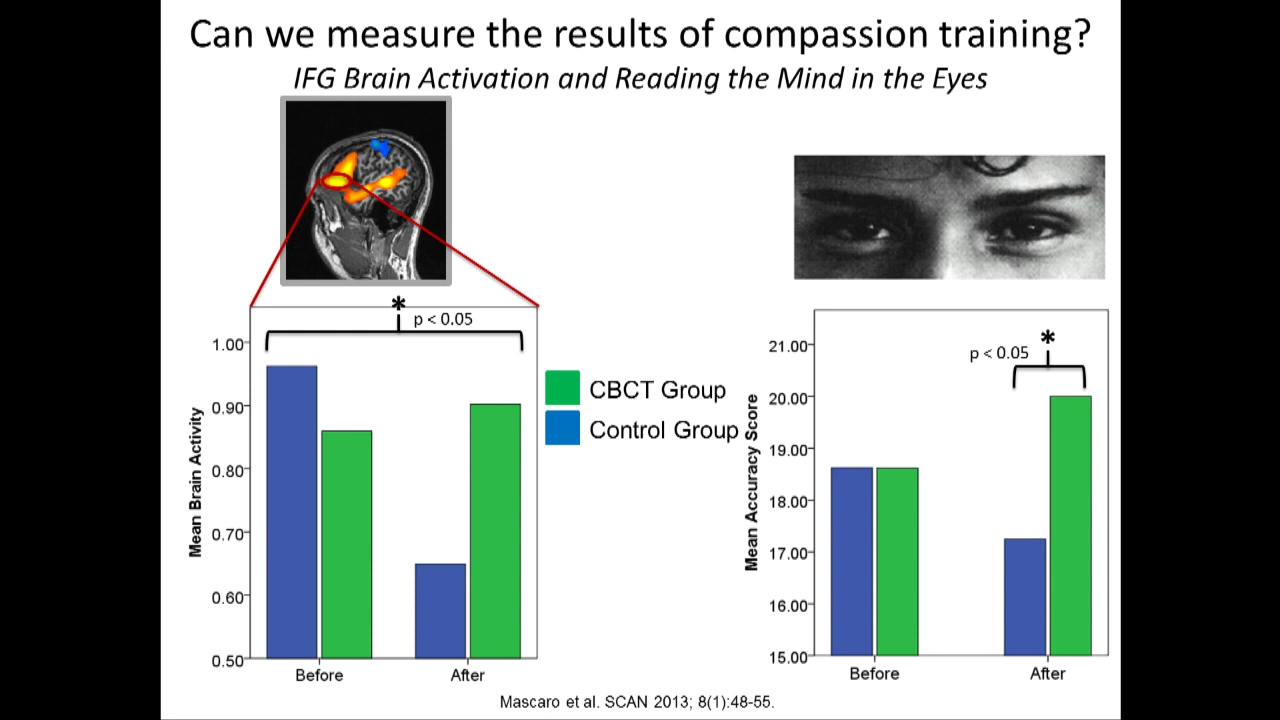 Can we measure the results of compassion training?
IFG Brain Activation and Reading the Mind in the Eyes
*
p < 0.05
1.00
0.90
0.80
0.70
0.60
0.50
Mean Brain Activity
Before
After
CBCT Group
Control Group
*
p < 0.05
21.00
20.00
19.00
18.00
17.00
16.00
15.00
Mean Accuracy Score
Before
After
Mascaro et al. SCAN 2013; 8(1):48-55.